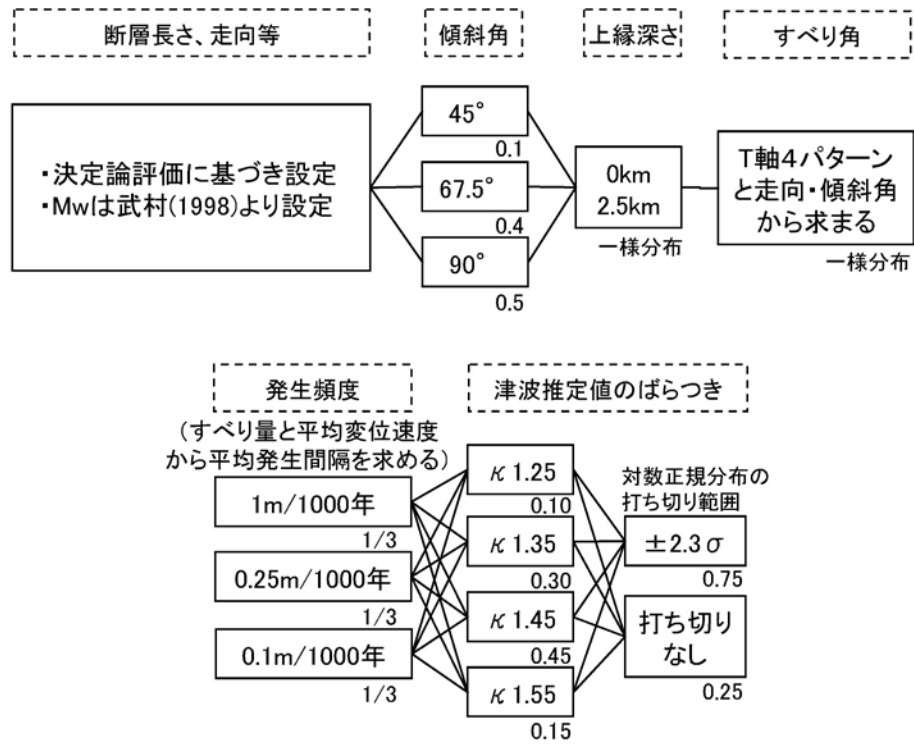 断層長さ、走向等
傾斜角
上縁深さ
すべり角
・決定論評価に基づき設定
・Mwは武村(1998)より設定
45°
0.1
67.5°
0.4
90°
0.5
0km
2.5km
一様分布
T軸4パターン
と走向・傾斜角
から求まる
一様分布
発生頻度
(すべり量と平均変位速度
から平均発生間隔を求める)
1m/1000年
1/3
0.25m/1000年
1/3
0.1m/1000年
1/3
津波推定値のばらつき
κ1.25
0.10
κ1.35
0.30
κ1.45
0.45
κ1.55
0.15
対数正規分布の
打ち切り範囲
±2.3σ
0.75
打ち切り
なし
0.25